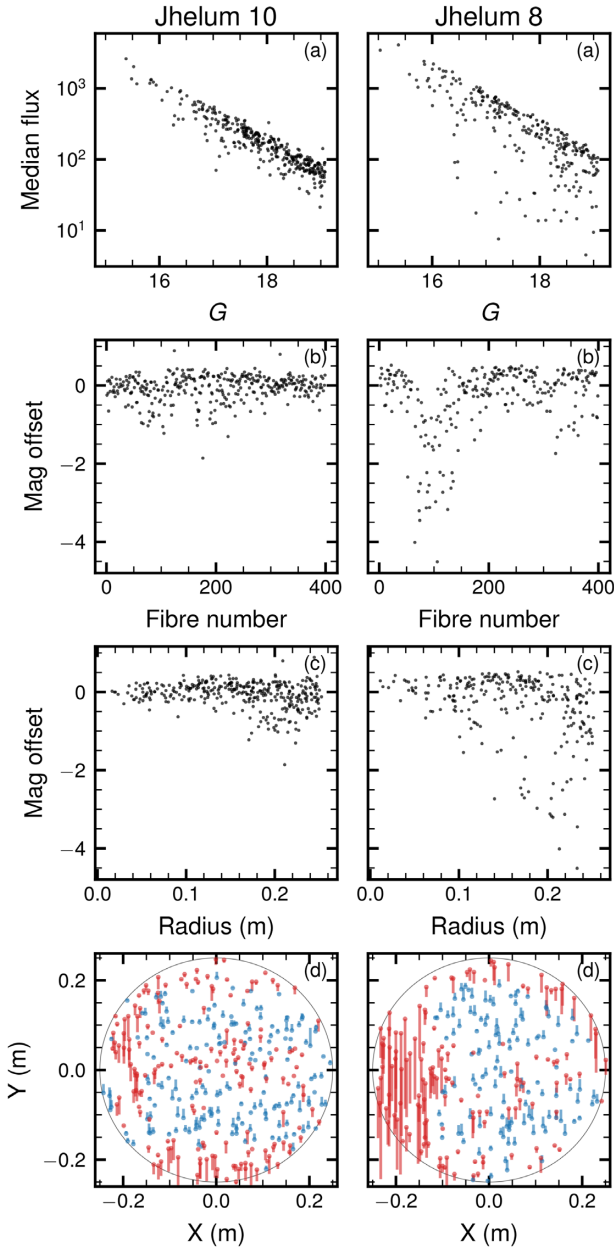 Jhelum 10 Jhelum 8
(a) (a)
10³
10²
10¹
Median flux
16 18 16 18
G G
(b) (b)
0
−2
−4
Mag offset
0 200 400 0 200 400
Fibre number Fibre number
(c) (c)
0
−2
−4
Mag offset
0.0 0.1 0.2 0.0 0.1 0.2
Radius (m) Radius (m)
(d) (d)
0.2
0.0
−0.2
Y (m)
−0.2 0.0 0.2 −0.2 0.0 0.2
X (m) X (m)